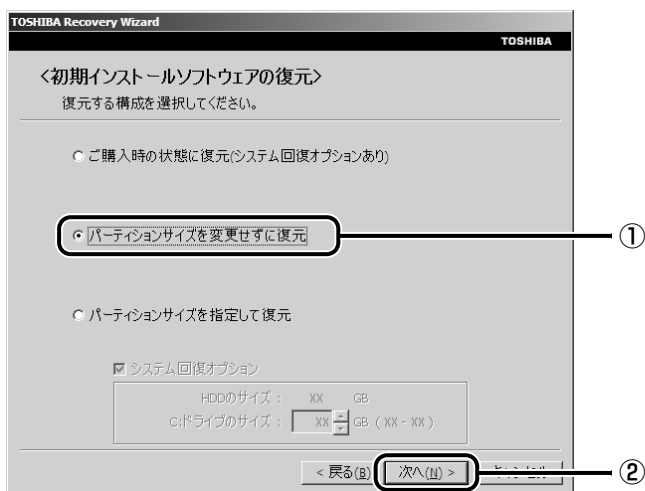 TOSHIBA Recovery Wizard
TOSHIBA
<初期インストールソフトウェアの復元>
復元する構成を選択してください。
ご購入時の状態に復元(システム回復オプションあり)
パーティションサイズを変更せずに復元
①
パーティションサイズを指定して復元
システム回復オプション
HDDのサイズ : XX GB
C:ドライブのサイズ : XX GB ( XX - XX )
< 戻る(B) 次へ(N) >
②